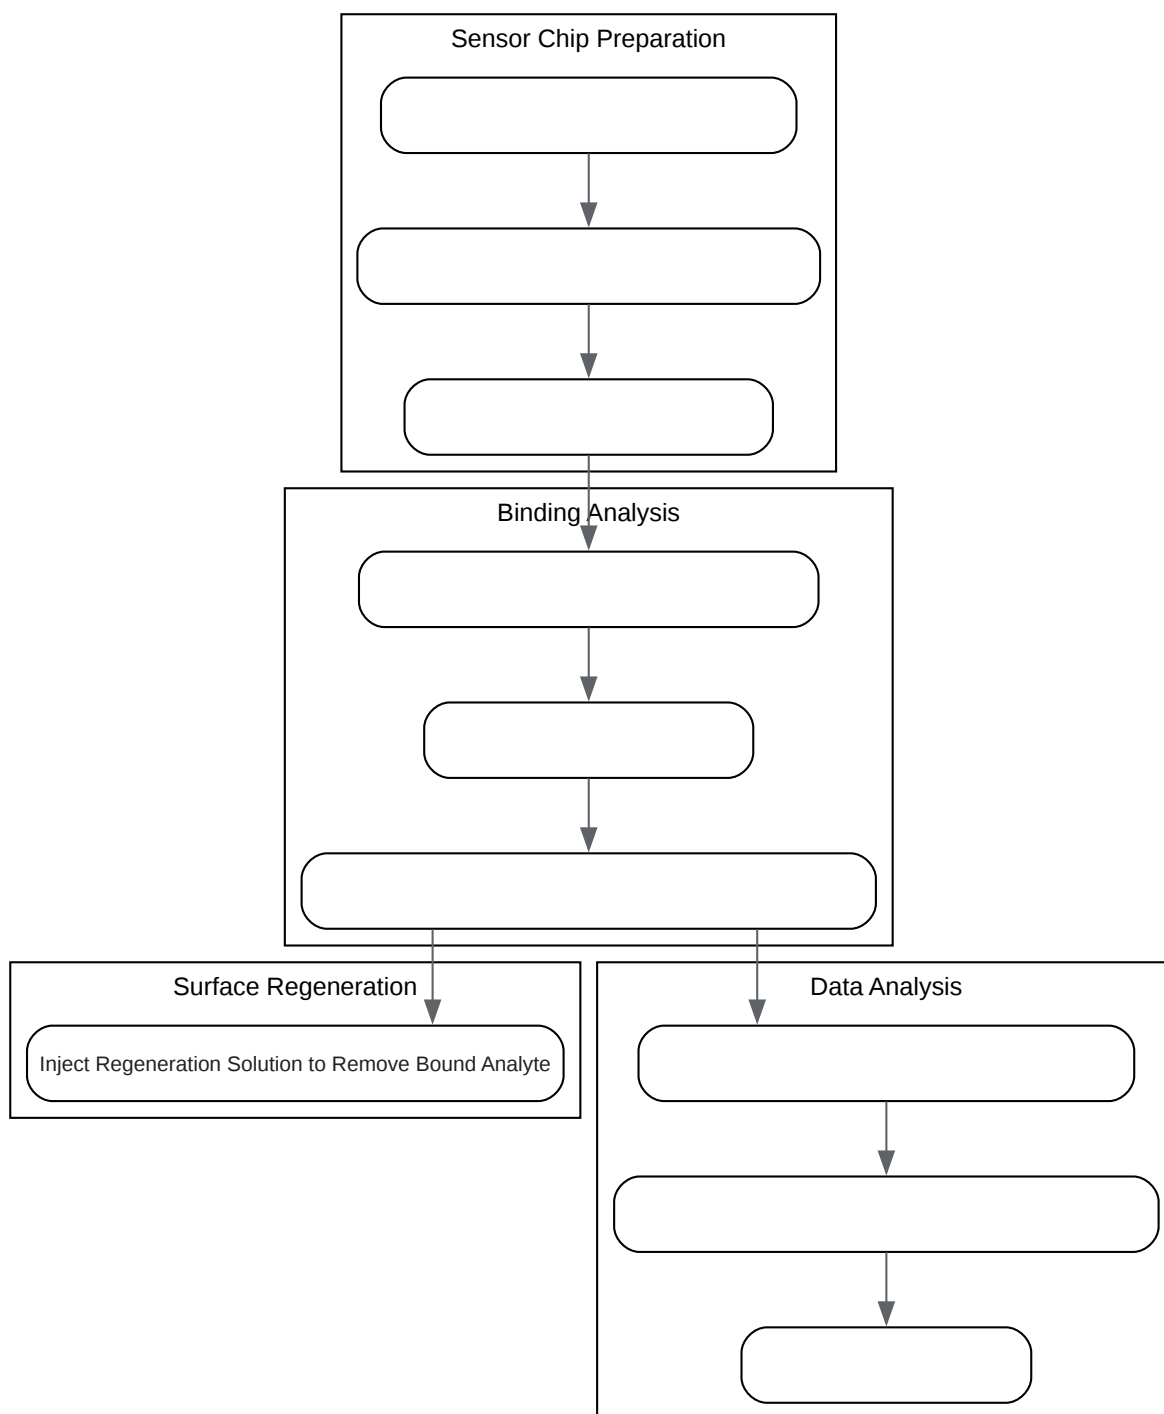 Sensor Chip Preparation
Binding Analysis
Surface Regeneration
Data Analysis
Inject Regeneration Solution to Remove Bound Analyte